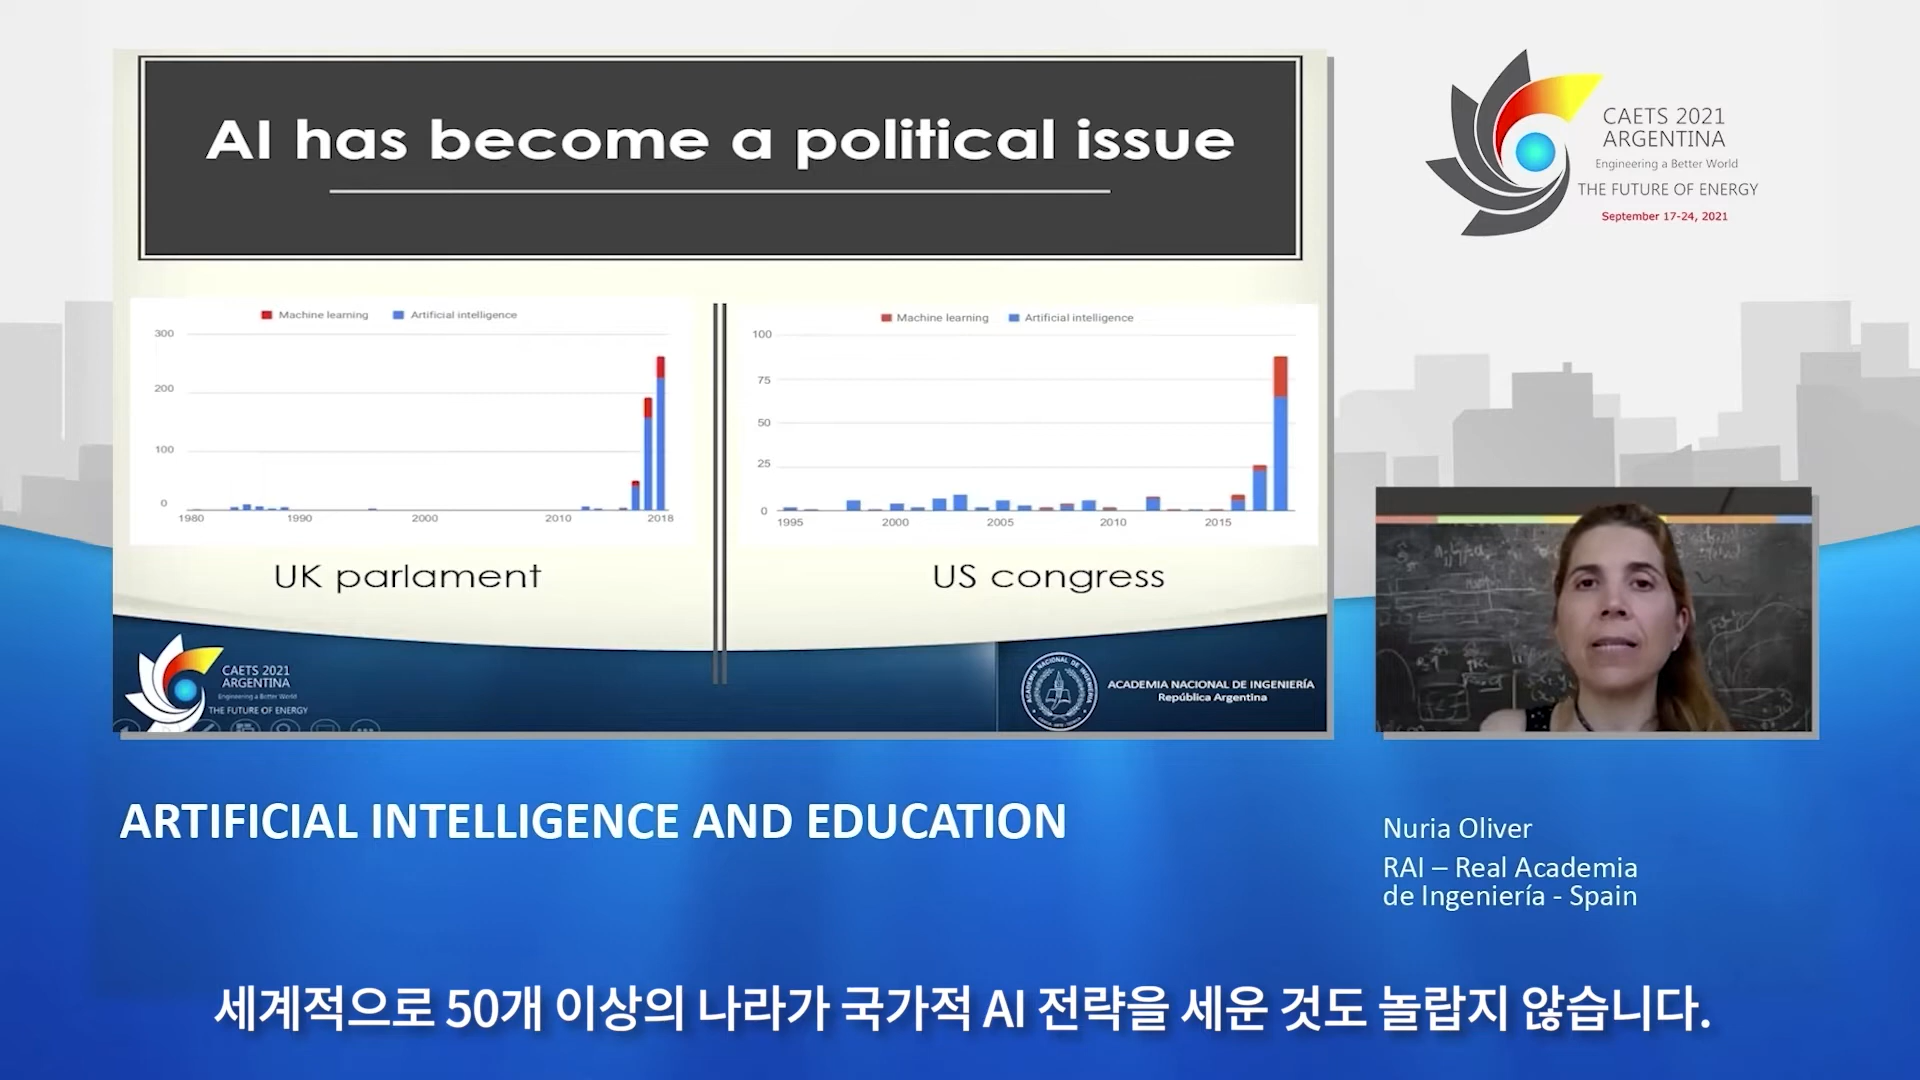 AI has become a political issue
Machine learning
Artificial intelligence
300
200
100
0
1980
1990
2000
2010
2018
UK parlament
Machine learning
Artificial intelligence
100
75
50
25
0
1995
2000
2005
2010
2015
US congress
CAETS 2021
ARGENTINA
Engineering a Better World
THE FUTURE OF ENERGY
ACADEMIA NACIONAL DE INGENIERÍA
República Argentina
CAETS 2021
ARGENTINA
Engineering a Better World
THE FUTURE OF ENERGY
September 17-24, 2021
ARTIFICIAL INTELLIGENCE AND EDUCATION
Nuria Oliver
RAI – Real Academia
de Ingeniería - Spain
세계적으로 50개 이상의 나라가 국가적 AI 전략을 세운 것도 놀랍지 않습니다.